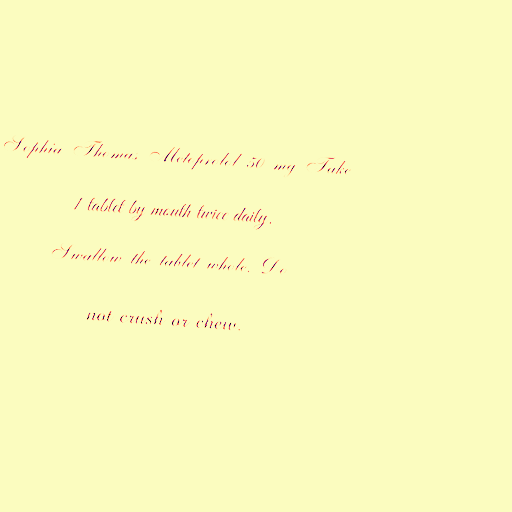 Sophia Thomas Metoprolol 50 mg Take
1 tablet by mouth twice daily.
Swallow the tablet whole. Do
not crush or chew.